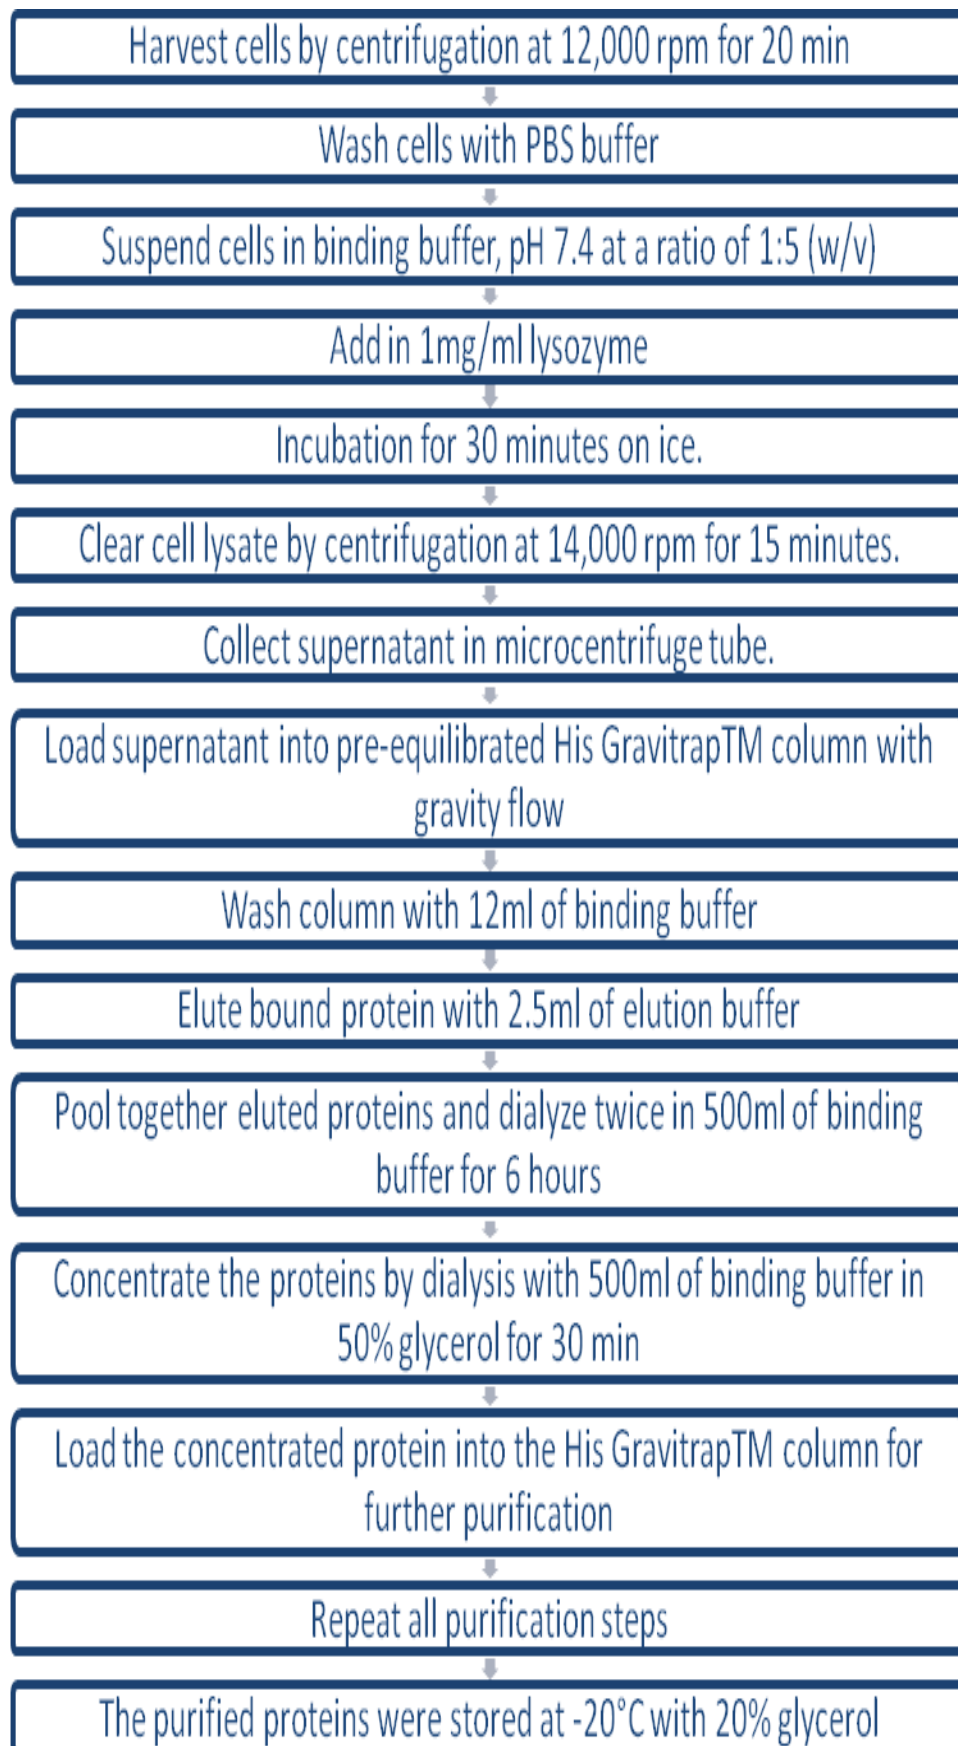 Harvest cells by centrifugation at 12,000 rpm for 20 min
Wash cells with PBS buffer
Suspend cells in binding buffer, pH 7.4 at a ratio of 1:5 (w/v)
Add in 1mg/ml lysozyme
Incubation for 30 minutes on ice.
Clear cell lysate by centrifugation at 14,000 rpm for 15 minutes.
Collect supernatant in microcentrifuge tube.
Load supernatant into pre-equilibrated His GravitrapTM column with
gravity flow
Wash column with 12ml of binding buffer
Elute bound protein with 2.5ml of elution buffer
Pool together eluted proteins and dialyze twice in 500ml of binding
buffer for 6 hours
Concentrate the proteins by dialysis with 500ml of binding buffer in
50% glycerol for 30 min
Load the concentrated protein into the His GravitrapTM column for
further purification
Repeat all purification steps
The purified proteins were stored at -20°C with 20% glycerol